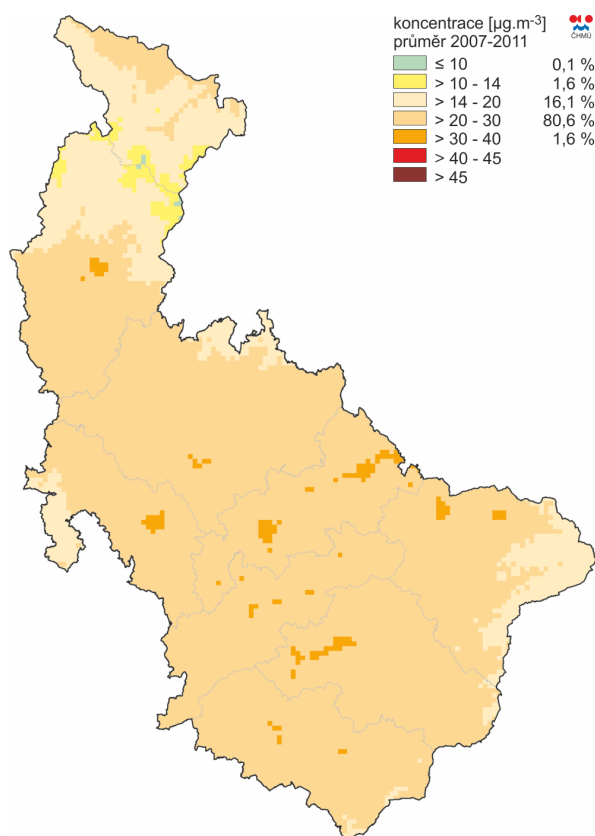 koncentrace [µg.m-3]
průměr 2007-2011
ČHMÚ
≤ 10 0,1 %
> 10 - 14 1,6 %
> 14 - 20 16,1 %
> 20 - 30 80,6 %
> 30 - 40 1,6 %
> 40 - 45
> 45